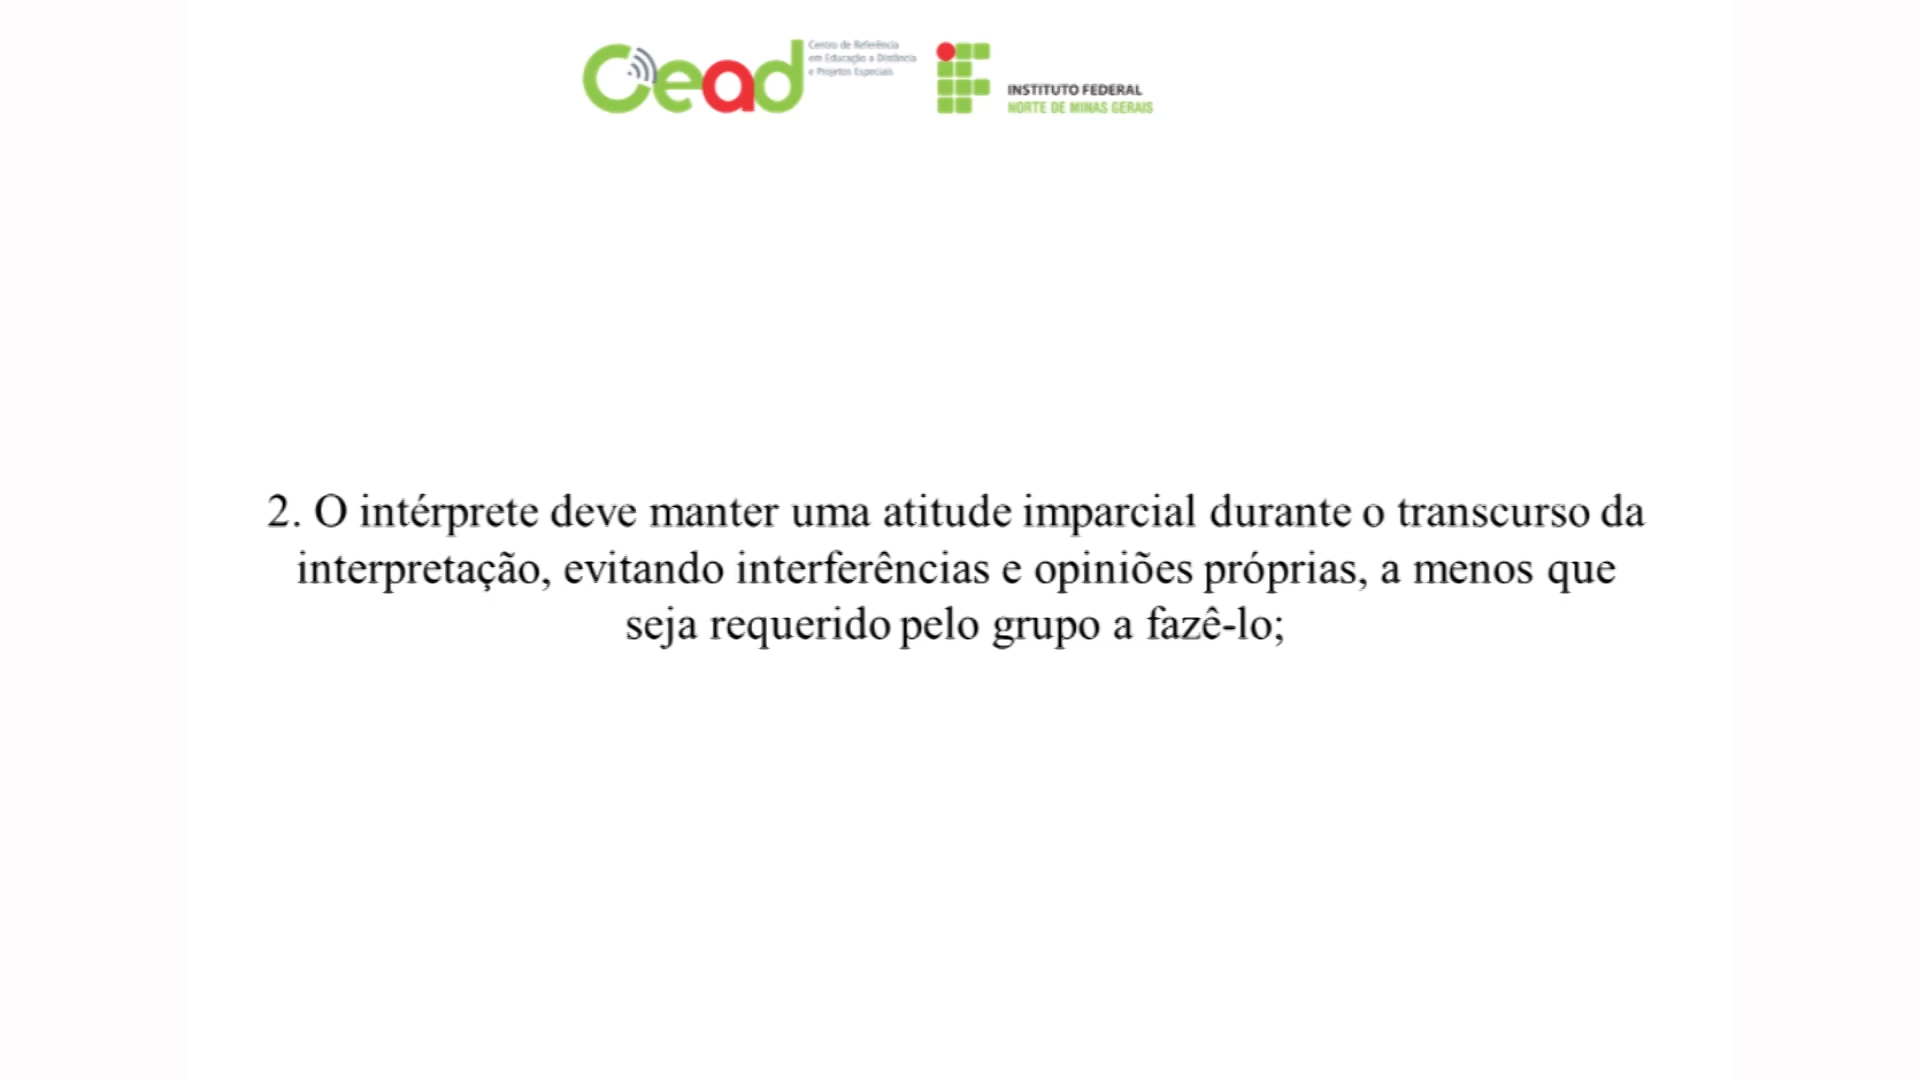 Cead
Centro de Referência
em Educação a Distância
e Projetos Especiais
INSTITUTO FEDERAL
NORTE DE MINAS GERAIS
2. O intérprete deve manter uma atitude imparcial durante o transcurso da
interpretação, evitando interferências e opiniões próprias, a menos que
seja requerido pelo grupo a fazê-lo;